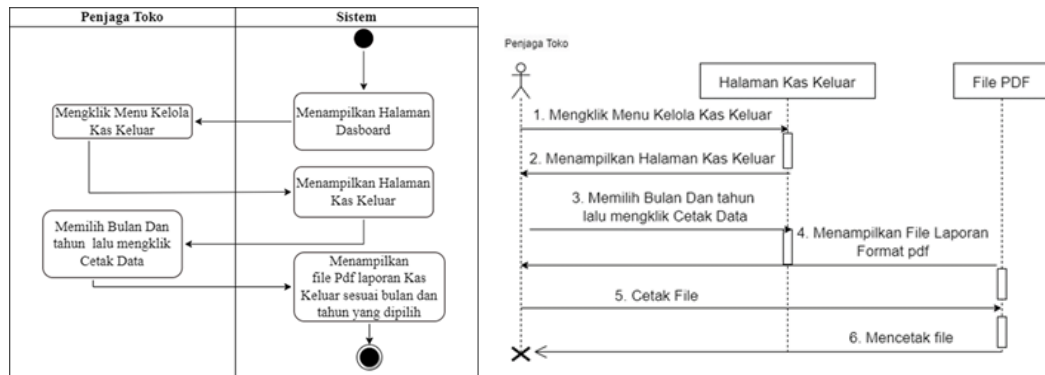 Penjaga Toko
Sistem
Menampilkan Halaman
Dasboard
Mengklik Menu Kelola
Kas Keluar
Menampilkan Halaman
Kas Keluar
Memilih Bulan Dan
tahun lalu mengklik
Cetak Data
Menampilkan
file Pdf laporan Kas
Keluar sesuai bulan dan
tahun yang dipilih
Penjaga Toko
Halaman Kas Keluar
File PDF
1. Mengklik Menu Kelola Kas Keluar
2. Menampilkan Halaman Kas Keluar
3. Memilih Bulan Dan tahun
lalu mengklik Cetak Data
4. Menampilkan File Laporan
Format pdf
5. Cetak File
6. Mencetak file